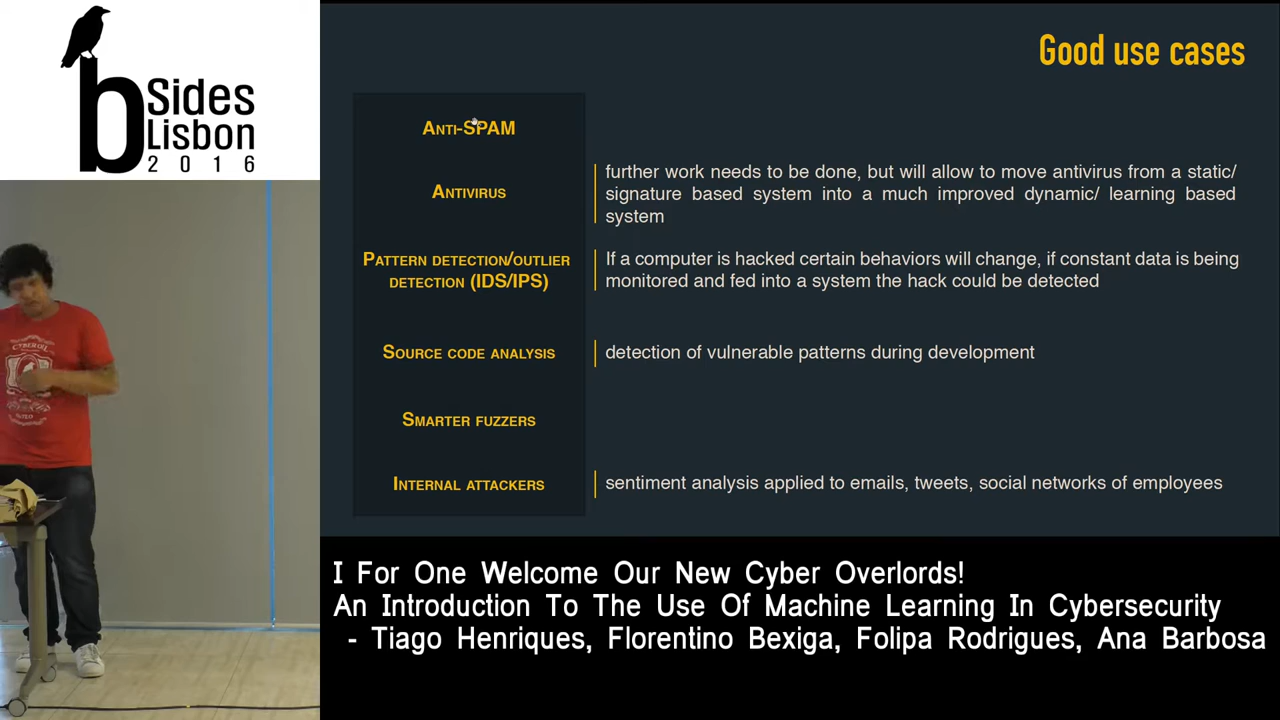 b Sides
Lisbon
2016
Good use cases
Anti-SPAM
Antivirus
further work needs to be done, but will allow to move antivirus from a static/
signature based system into a much improved dynamic/ learning based
system
Pattern detection/outlier
detection (IDS/IPS)
If a computer is hacked certain behaviors will change, if constant data is being
monitored and fed into a system the hack could be detected
Source code analysis
detection of vulnerable patterns during development
Smarter fuzzers
Internal attackers
sentiment analysis applied to emails, tweets, social networks of employees
I For One Welcome Our New Cyber Overlords!
An Introduction To The Use Of Machine Learning In Cybersecurity
- Tiago Henriques, Florentino Bexiga, Folipa Rodrigues, Ana Barbosa